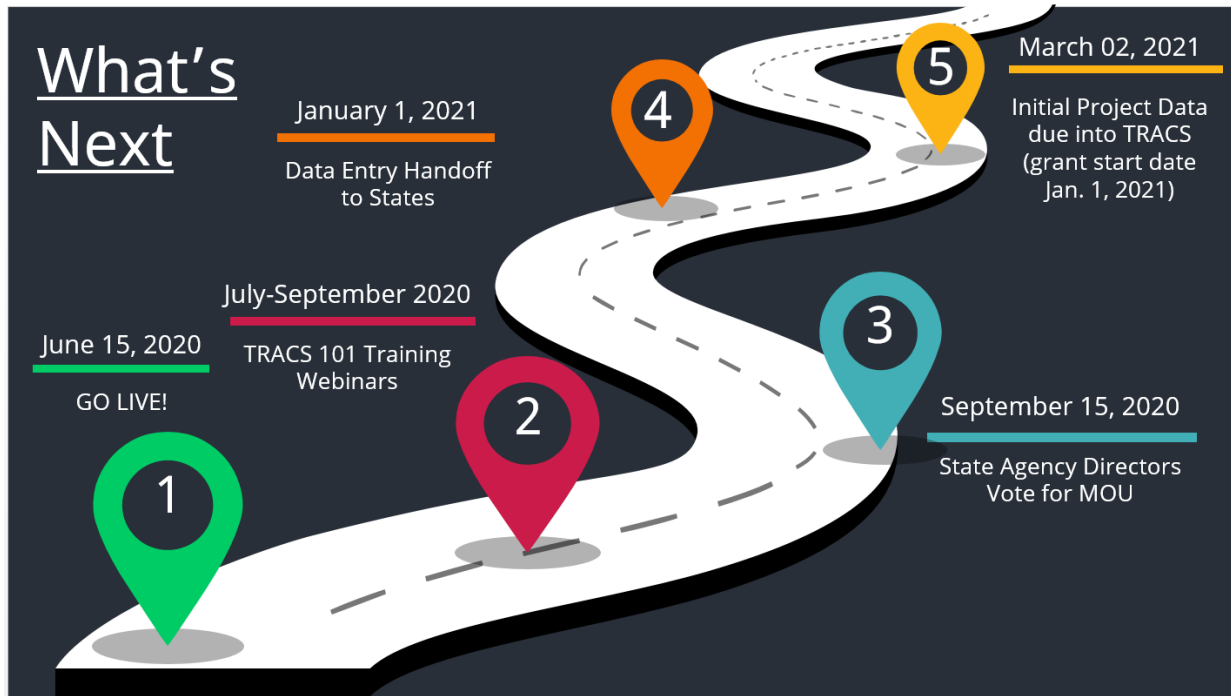 What's
Next
1
June 15, 2020
GO LIVE!
2
July-September 2020
TRACS 101 Training
Webinars
3
September 15, 2020
State Agency Directors
Vote for MOU
4
January 1, 2021
Data Entry Handoff
to States
5
March 02, 2021
Initial Project Data
due into TRACS
(grant start date
Jan. 1, 2021)